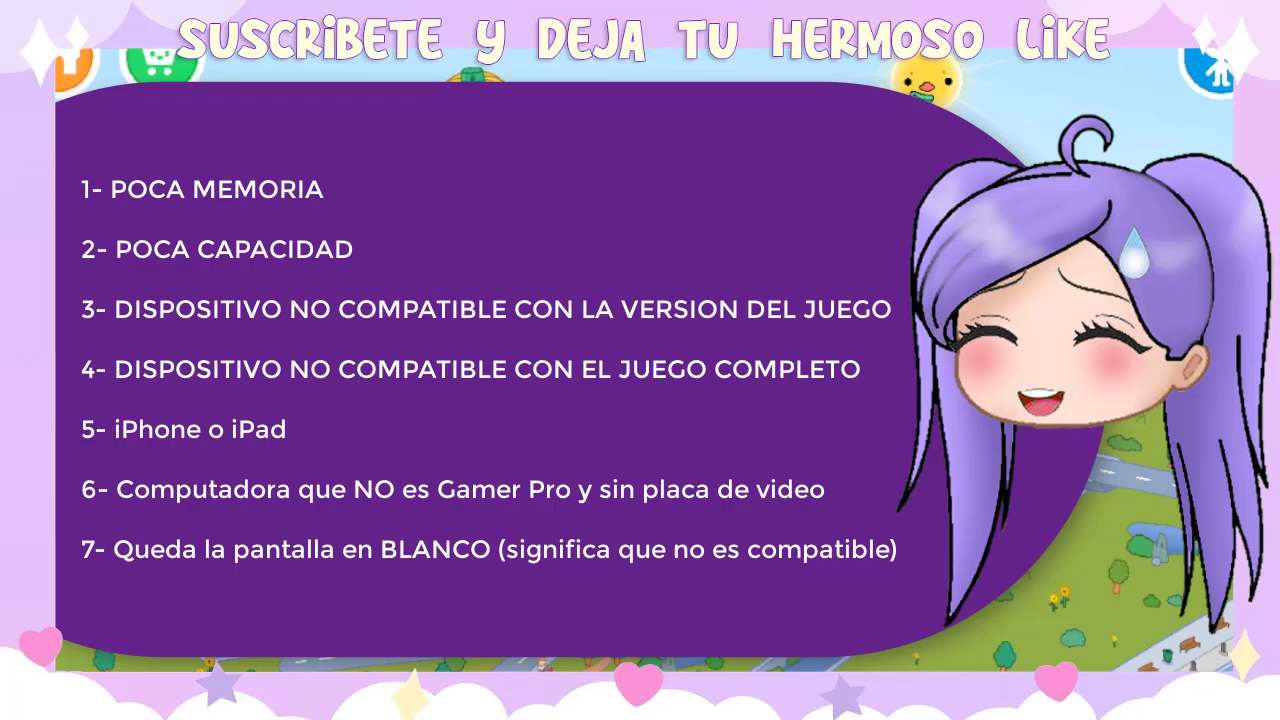 SUSCRiBETE Y DEJA TU HERMOSO LiKE
1- POCA MEMORIA
2- POCA CAPACIDAD
3- DISPOSITIVO NO COMPATIBLE CON LA VERSION DEL JUEGO
4- DISPOSITIVO NO COMPATIBLE CON EL JUEGO COMPLETO
5- iPhone o iPad
6- Computadora que NO es Gamer Pro y sin placa de video
7- Queda la pantalla en BLANCO (significa que no es compatible)